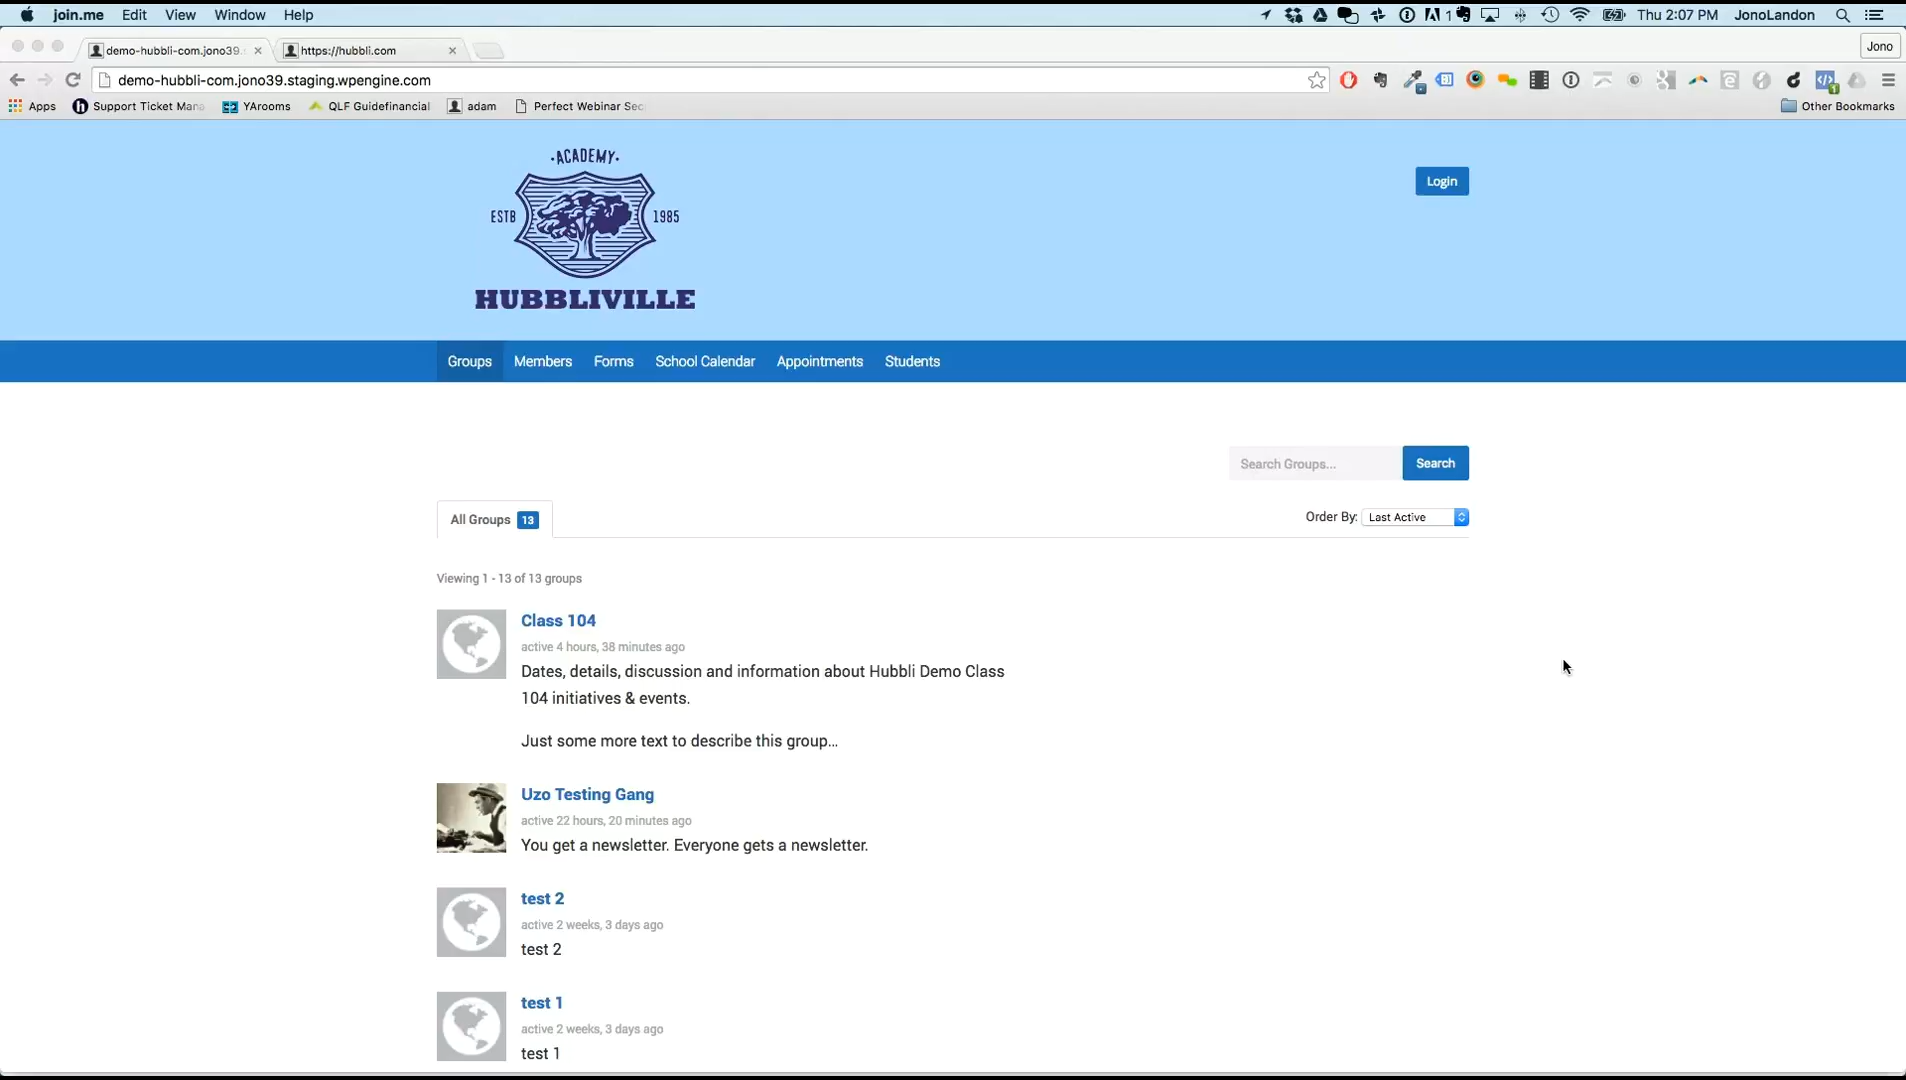 join.me Edit View Window Help 1 Thu 2:07 PM JonoLandon
demo-hubbli-com.jono39. https://hubbli.com Jono
demo-hubbli-com.jono39.staging.wpengine.com
Apps Support Ticket Mana YArooms QLF Guidefinancial adam Perfect Webinar Sec Other Bookmarks
·ACADEMY·
ESTB 1985
HUBBLIVILLE
Login
Groups Members Forms School Calendar Appointments Students
Search Groups... Search
All Groups 13 Order By: Last Active
Viewing 1 - 13 of 13 groups
Class 104
active 4 hours, 38 minutes ago
Dates, details, discussion and information about Hubbli Demo Class
104 initiatives & events.
Just some more text to describe this group...
Uzo Testing Gang
active 22 hours, 20 minutes ago
You get a newsletter. Everyone gets a newsletter.
test 2
active 2 weeks, 3 days ago
test 2
test 1
active 2 weeks, 3 days ago
test 1